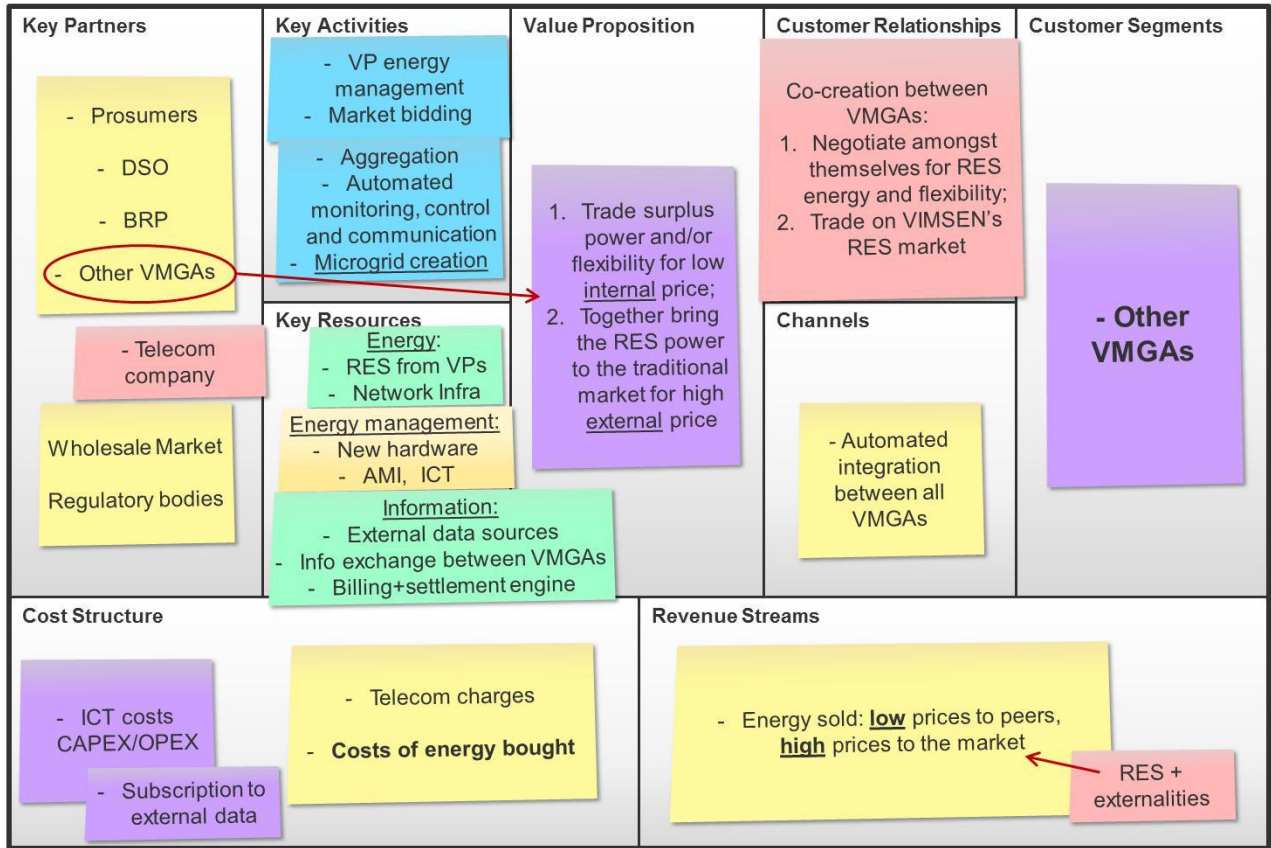 Key Partners
- Prosumers
- DSO
- BRP
- Other VMGAs
- Telecom
company
Wholesale Market
Regulatory bodies
Key Activities
- VP energy
management
- Market bidding
- Aggregation
- Automated
monitoring, control
and communication
- Microgrid creation
Key Resources
Energy:
- RES from VPs
- Network Infra
Energy management:
- New hardware
- AMI, ICT
Information:
- External data sources
- Info exchange between VMGAs
- Billing+settlement engine
Value Proposition
1. Trade surplus
power and/or
flexibility for low
internal price;
2. Together bring
the RES power
to the traditional
market for high
external price
Customer Relationships
Co-creation between
VMGAs:
1. Negotiate amongst
themselves for RES
energy and flexibility;
2. Trade on VIMSEN's
RES market
Channels
- Automated
integration
between all
VMGAs
Customer Segments
- Other
VMGAs
Cost Structure
- ICT costs
CAPEX/OPEX
- Subscription to
external data
- Telecom charges
- Costs of energy bought
Revenue Streams
- Energy sold: low prices to peers,
high prices to the market
RES +
externalities